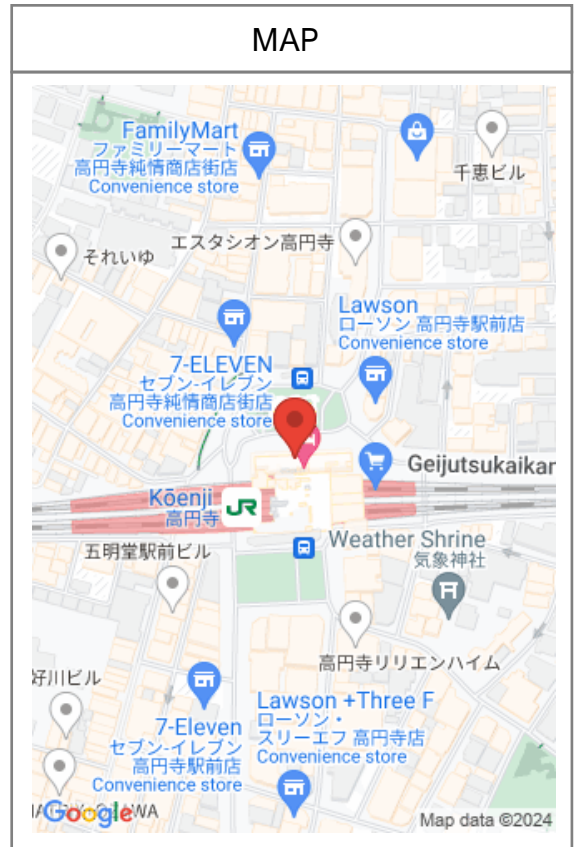 MAP
FamilyMart
ファミリーマート
高円寺純情商店街店
Convenience store
千恵ビル
それいゆ
エスタシオン高円寺
Lawson
ローソン 高円寺駅前店
Convenience store
7-ELEVEN
セブン-イレブン
高円寺純情商店街店
Convenience store
Geijutsukaikan
Kōenji
高円寺
JR
五明堂駅前ビル
Weather Shrine
気象神社
高円寺リリエンハイム
好川ビル
Lawson +Three F
ローソン・
スリーエフ 高円寺店
Convenience store
7-Eleven
セブン-イレブン
高円寺駅前店
Convenience store
Google
Map data ©2024